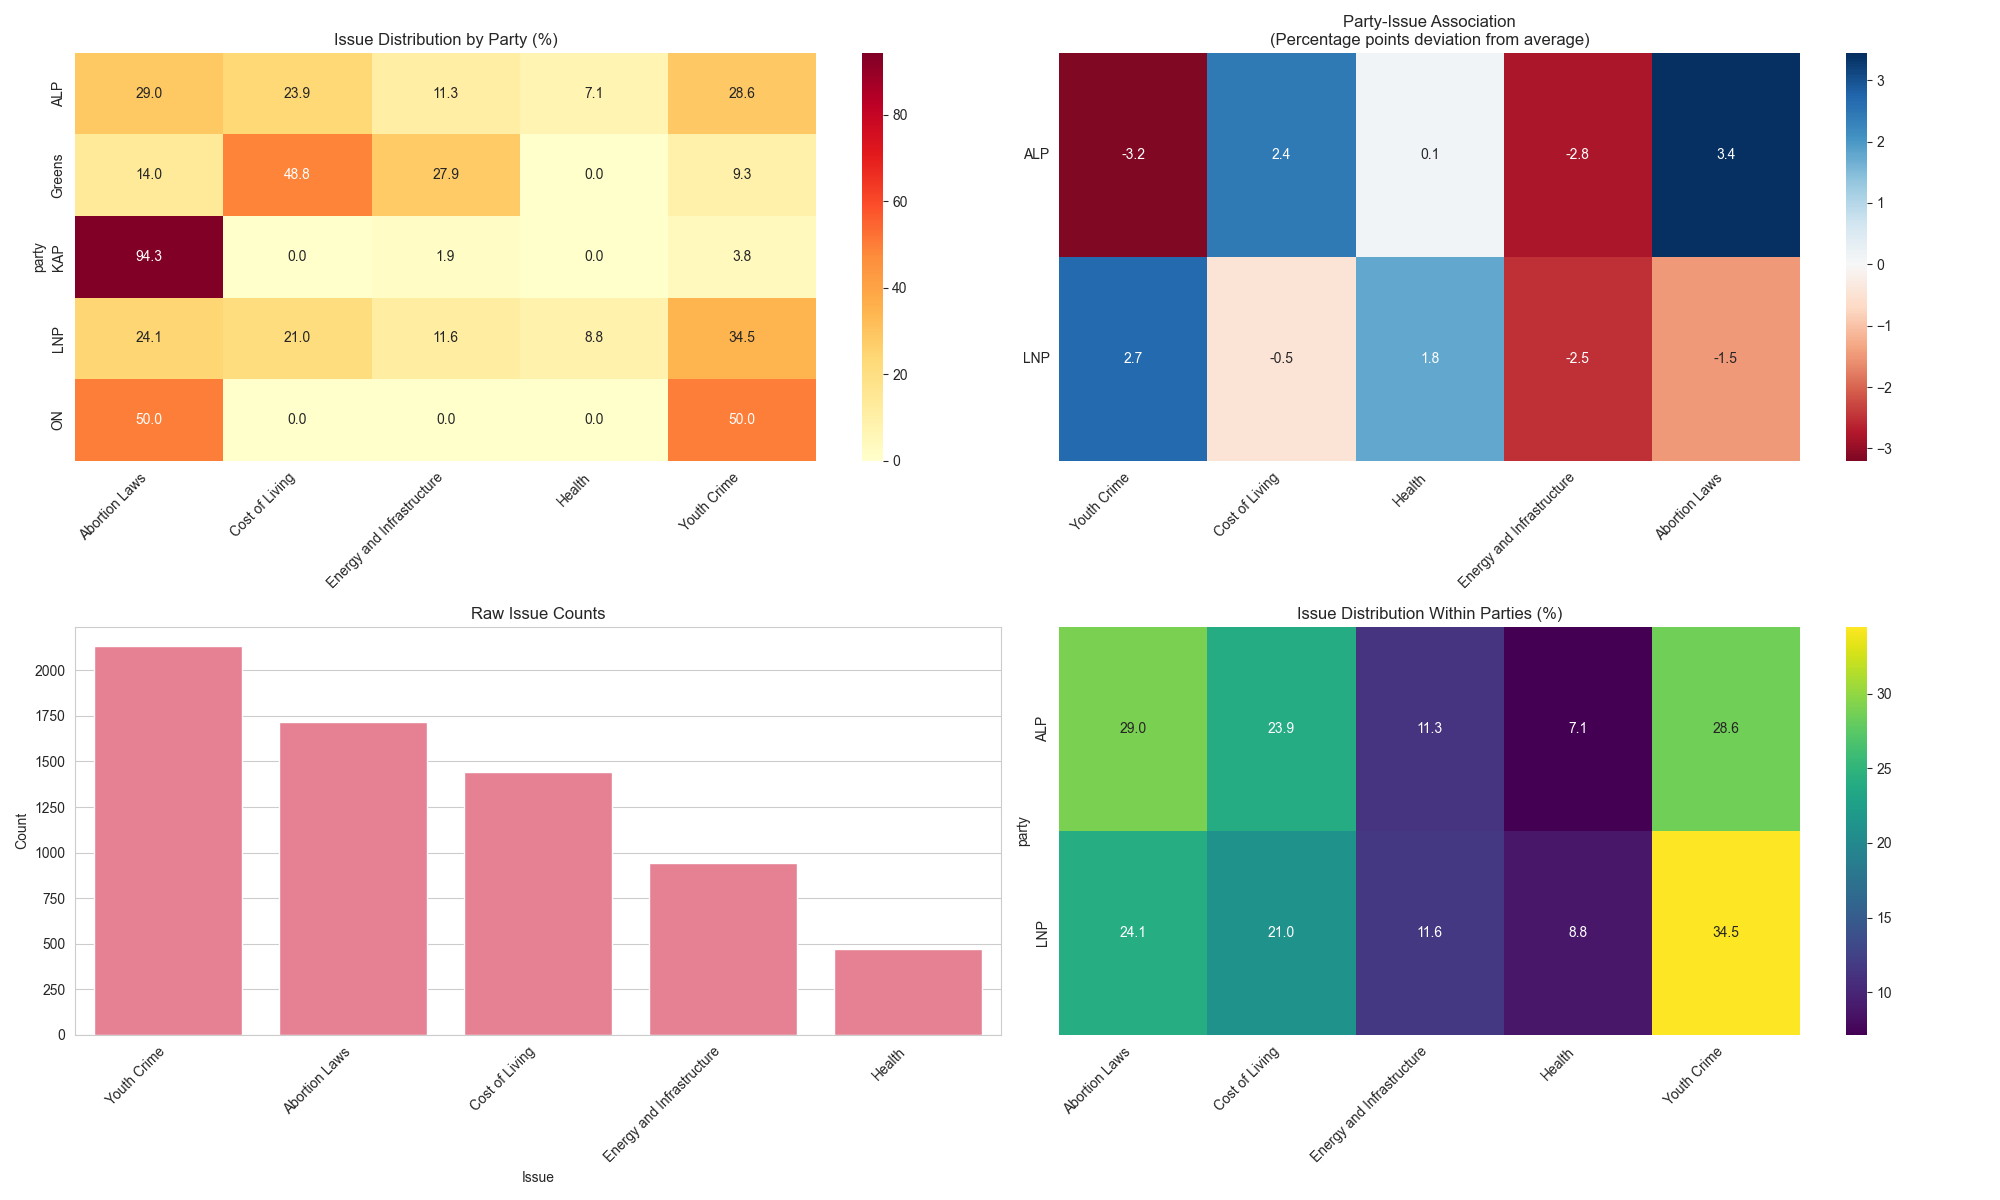 Issue Distribution by Party (%)
ALP
Greens
KAP
LNP
ON
party
29.0 23.9 11.3 7.1 28.6
14.0 48.8 27.9 0.0 9.3
94.3 0.0 1.9 0.0 3.8
24.1 21.0 11.6 8.8 34.5
50.0 0.0 0.0 0.0 50.0
Abortion Laws
Cost of Living
Energy and Infrastructure
Health
Youth Crime
80
60
40
20
0
Party-Issue Association
(Percentage points deviation from average)
ALP
-3.2 2.4 0.1 -2.8 3.4
LNP
2.7 -0.5 1.8 -2.5 -1.5
Youth Crime
Cost of Living
Health
Energy and Infrastructure
Abortion Laws
3
2
1
0
−1
−2
−3
Raw Issue Counts
Count
2000
1750
1500
1250
1000
750
500
250
0
Youth Crime
Abortion Laws
Cost of Living
Energy and Infrastructure
Health
Issue
Issue Distribution Within Parties (%)
party
ALP
29.0 23.9 11.3 7.1 28.6
LNP
24.1 21.0 11.6 8.8 34.5
Abortion Laws
Cost of Living
Energy and Infrastructure
Health
Youth Crime
30
25
20
15
10